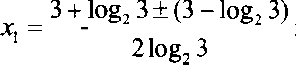 x₁ = (3 + log₂ 3 ± (3 − log₂ 3)) / (2 log₂ 3)